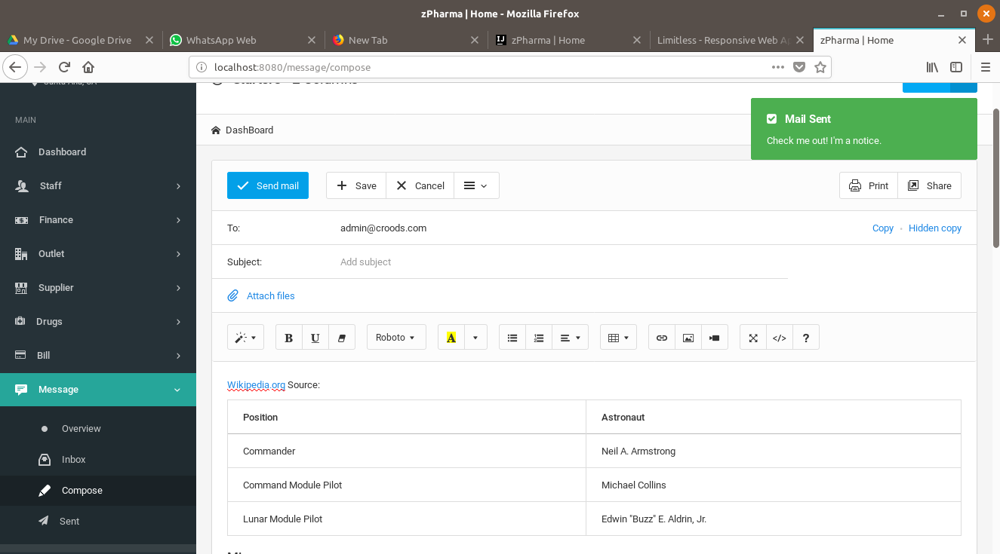 zPharma | Home - Mozilla Firefox
My Drive - Google Drive
WhatsApp Web
New Tab
IJ
zPharma | Home
Limitless - Responsive Web Ap
zPharma | Home
localhost:8080/message/compose
MAIN
Dashboard
Staff
Finance
Outlet
Supplier
Drugs
Bill
Message
Overview
Inbox
Compose
Sent
DashBoard
Mail Sent
Check me out! I'm a notice.
Send mail
Save
Cancel
Print
Share
To:
admin@croods.com
Copy
Hidden copy
Subject:
Add subject
Attach files
B
U
Roboto
A
</>
?
Wikipedia.org Source:
Position Astronaut
Commander Neil A. Armstrong
Command Module Pilot Michael Collins
Lunar Module Pilot Edwin "Buzz" E. Aldrin, Jr.